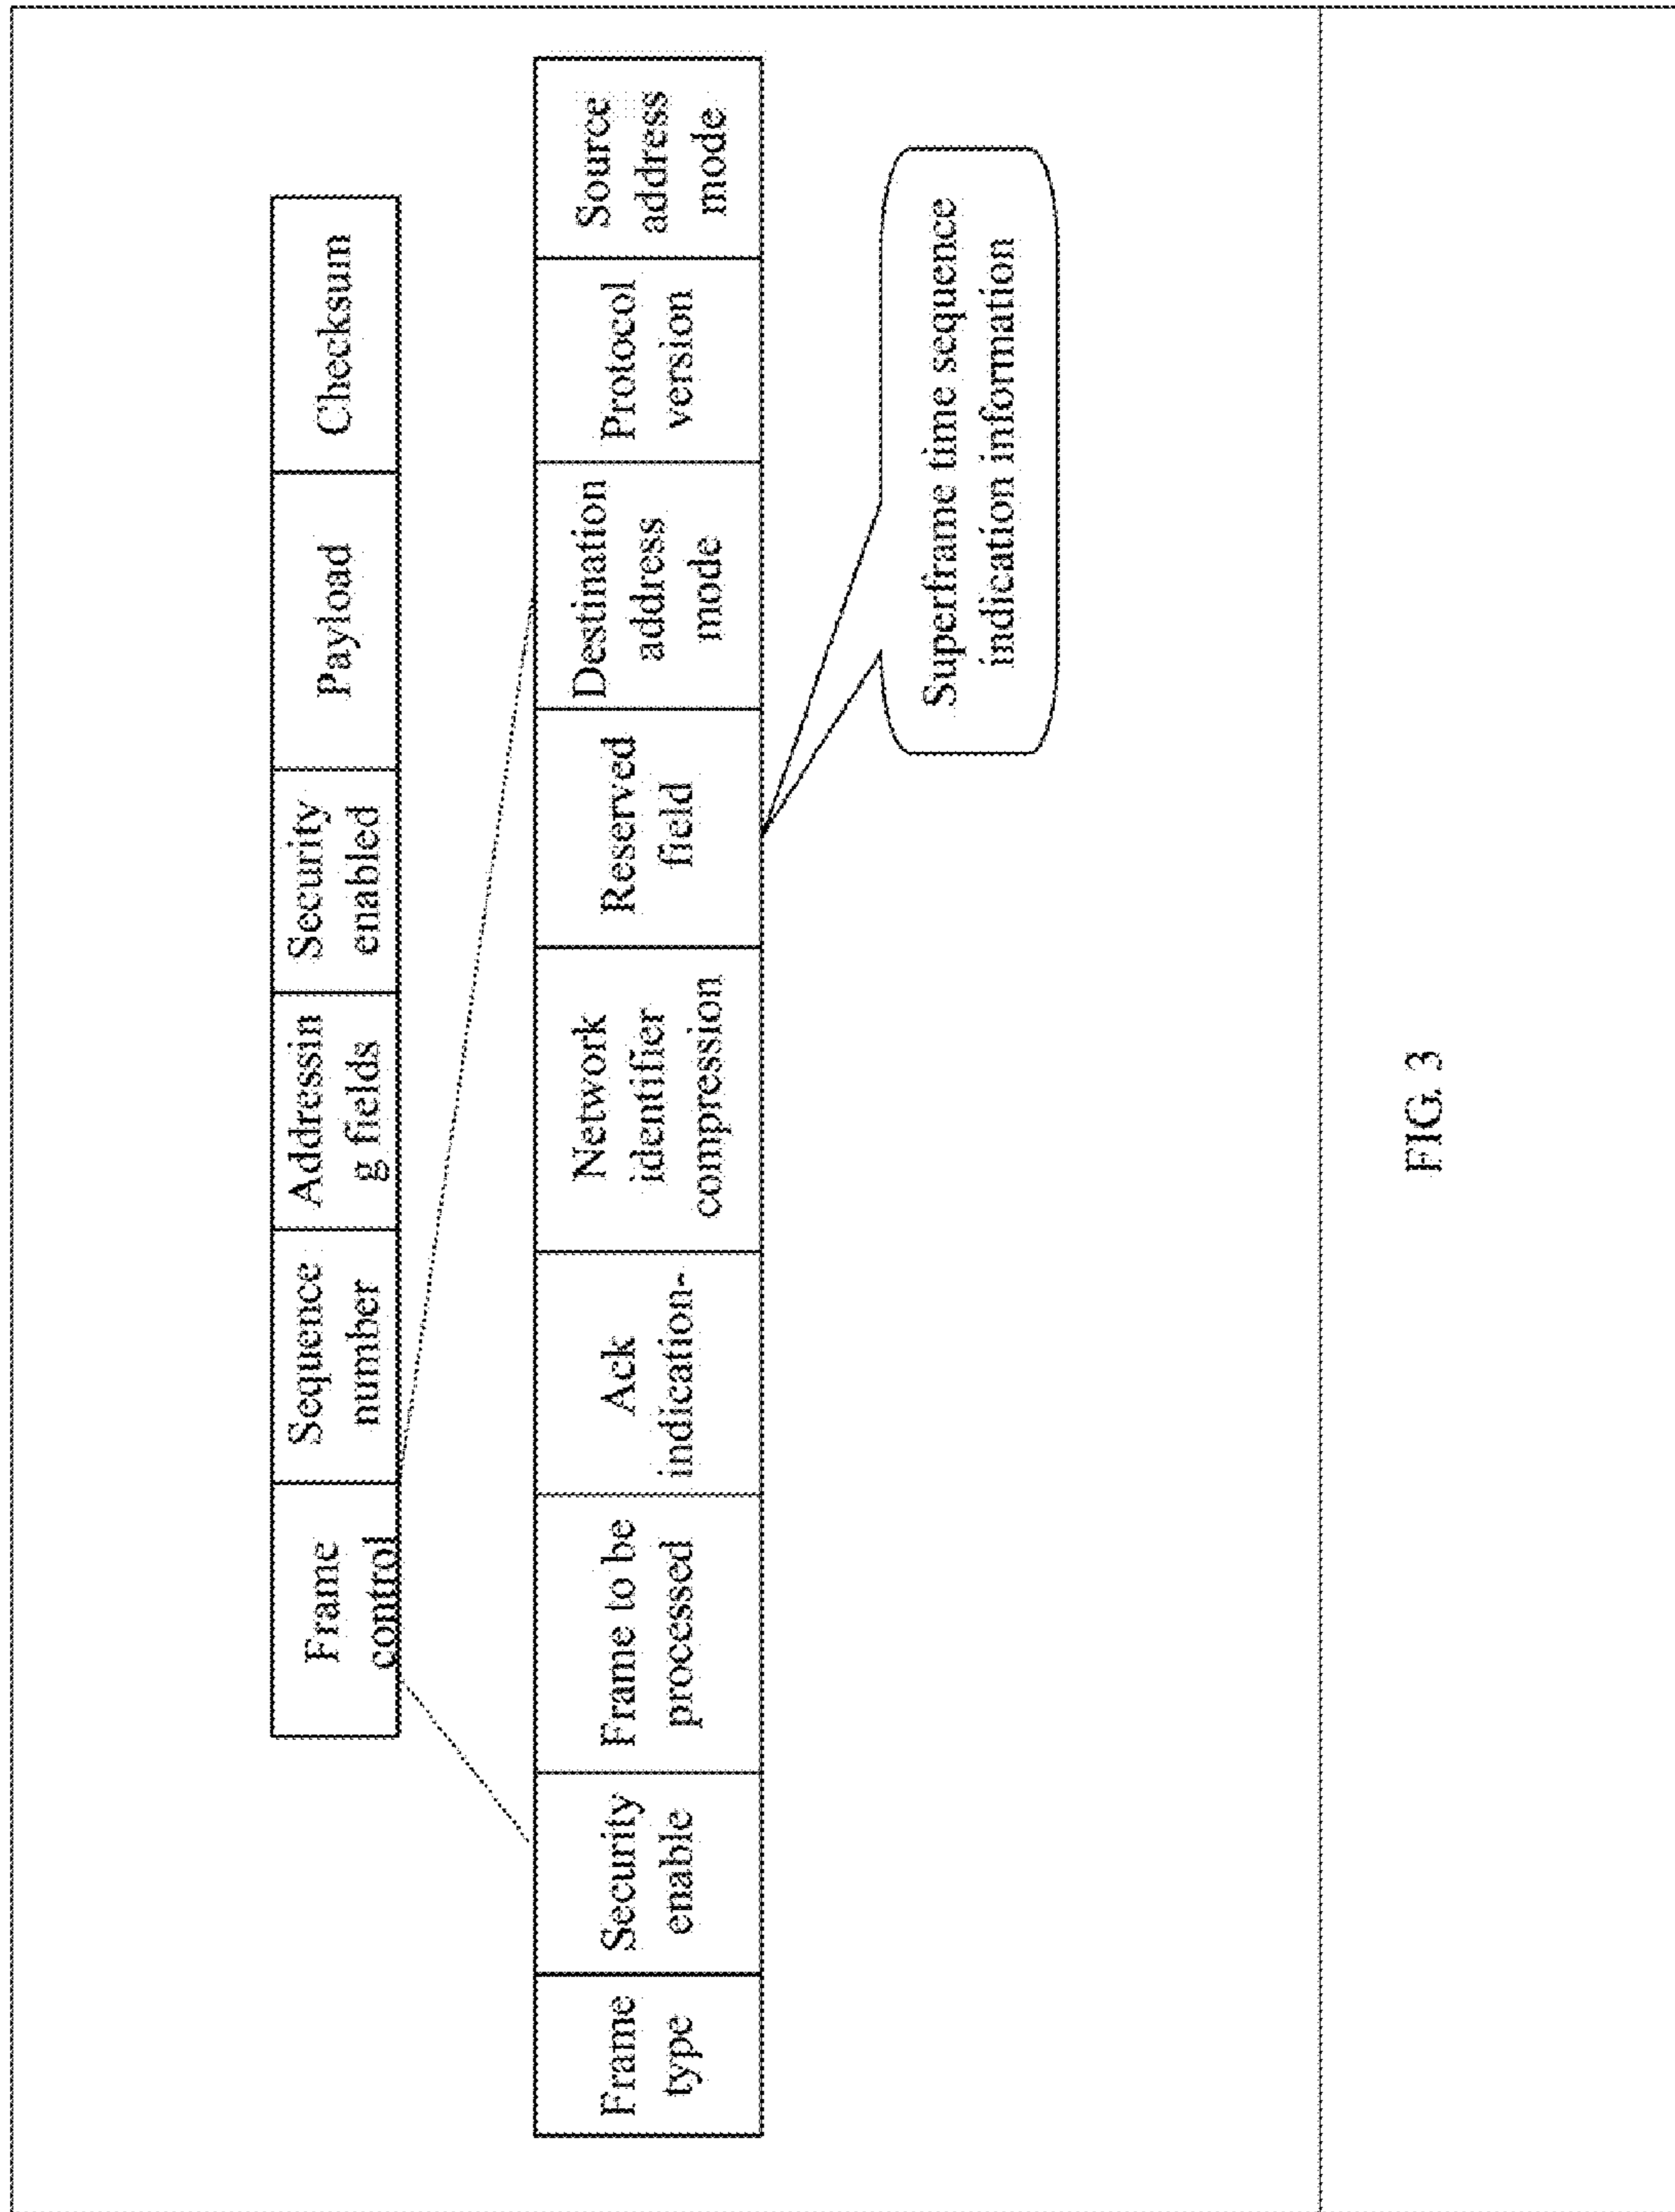 Frame
control
Sequence
number
Addressin
g fields
Security
enabled
Payload
Checksum
Frame
type
Security
enable
Frame to be
processed
Ack
indication-
Network
identifier
compression
Reserved
field
Destination
address
mode
Protocol
version
Source
address
mode
Superframe time sequence
indication information
FIG. 3